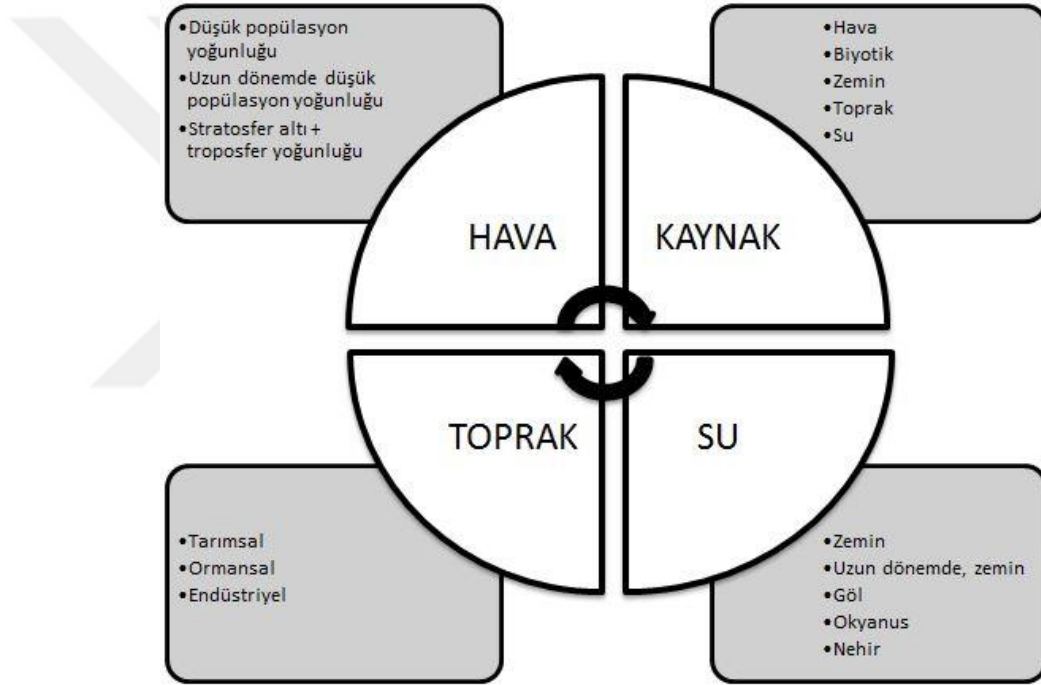 •Düşük popülasyon
yoğunluğu
•Uzun dönemde düşük
popülasyon yoğunluğu
•Stratosfer altı +
troposfer yoğunluğu
•Hava
•Biyotik
•Zemin
•Toprak
•Su
HAVA
KAYNAK
TOPRAK
SU
•Tarımsal
•Ormansal
•Endüstriyel
•Zemin
•Uzun dönemde, zemin
•Göl
•Okyanus
•Nehir